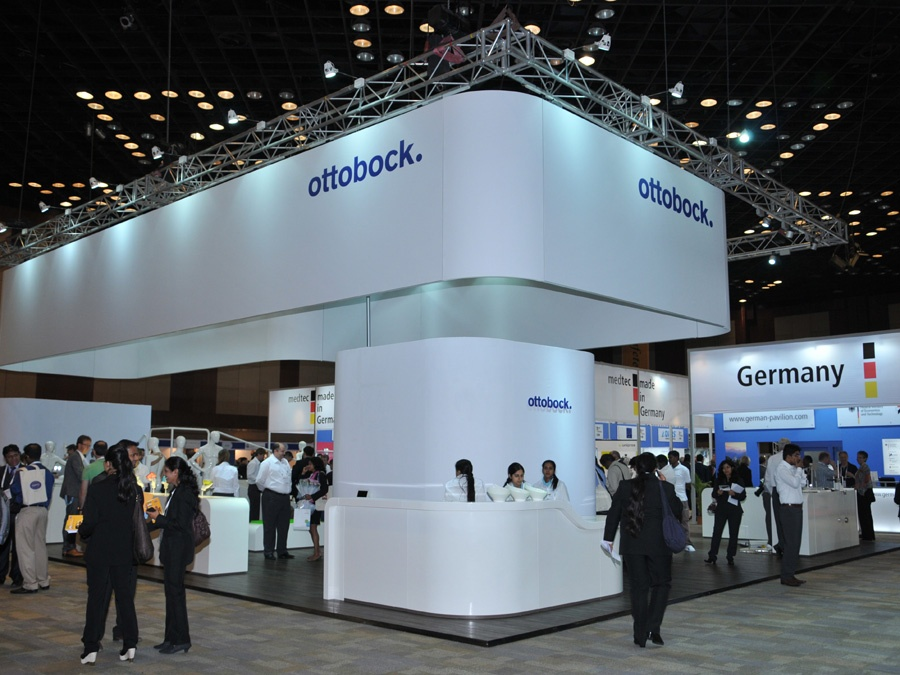 ottobock.
ottobock.
ottobock.
medtec
made
in
Germany
medtec
made
in
Germany
Germany
www.german-pavilion.com